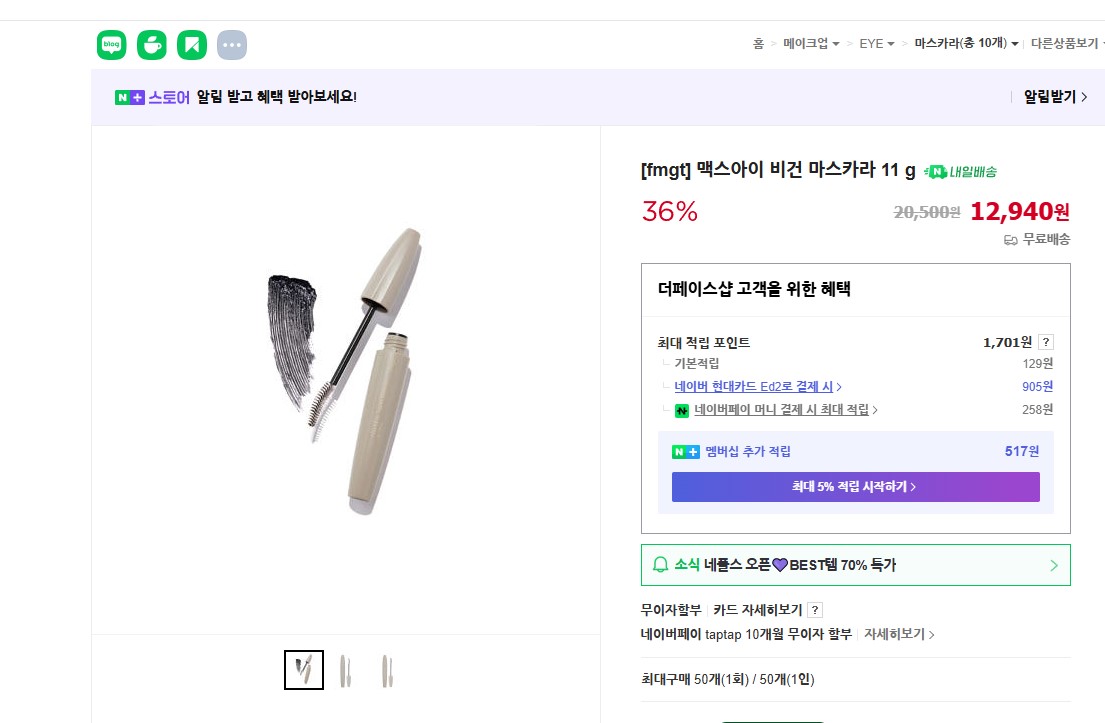 blog
홈 > 메이크업 > EYE > 마스카라(총 10개) 다른상품보기
N+ 스토어 알림 받고 혜택 받아보세요! 알림받기 >
[fmgt] 맥스아이 비건 마스카라 11 g N 내일배송
36% 20,500원 12,940원
무료배송
더페이스샵 고객을 위한 혜택
최대 적립 포인트 1,701원 ?
기본적립 129원
네이버 현대카드 Ed2로 결제 시 > 905원
네이버페이 머니 결제 시 최대 적립 > 258원
N+ 멤버십 추가 적립 517원
최대 5% 적립 시작하기 >
소식 네플스 오픈💜BEST템 70% 득가 >
무이자할부 카드 자세히보기 ?
네이버페이 taptap 10개월 무이자 할부 자세히보기 >
최대구매 50개(1회) / 50개(1인)